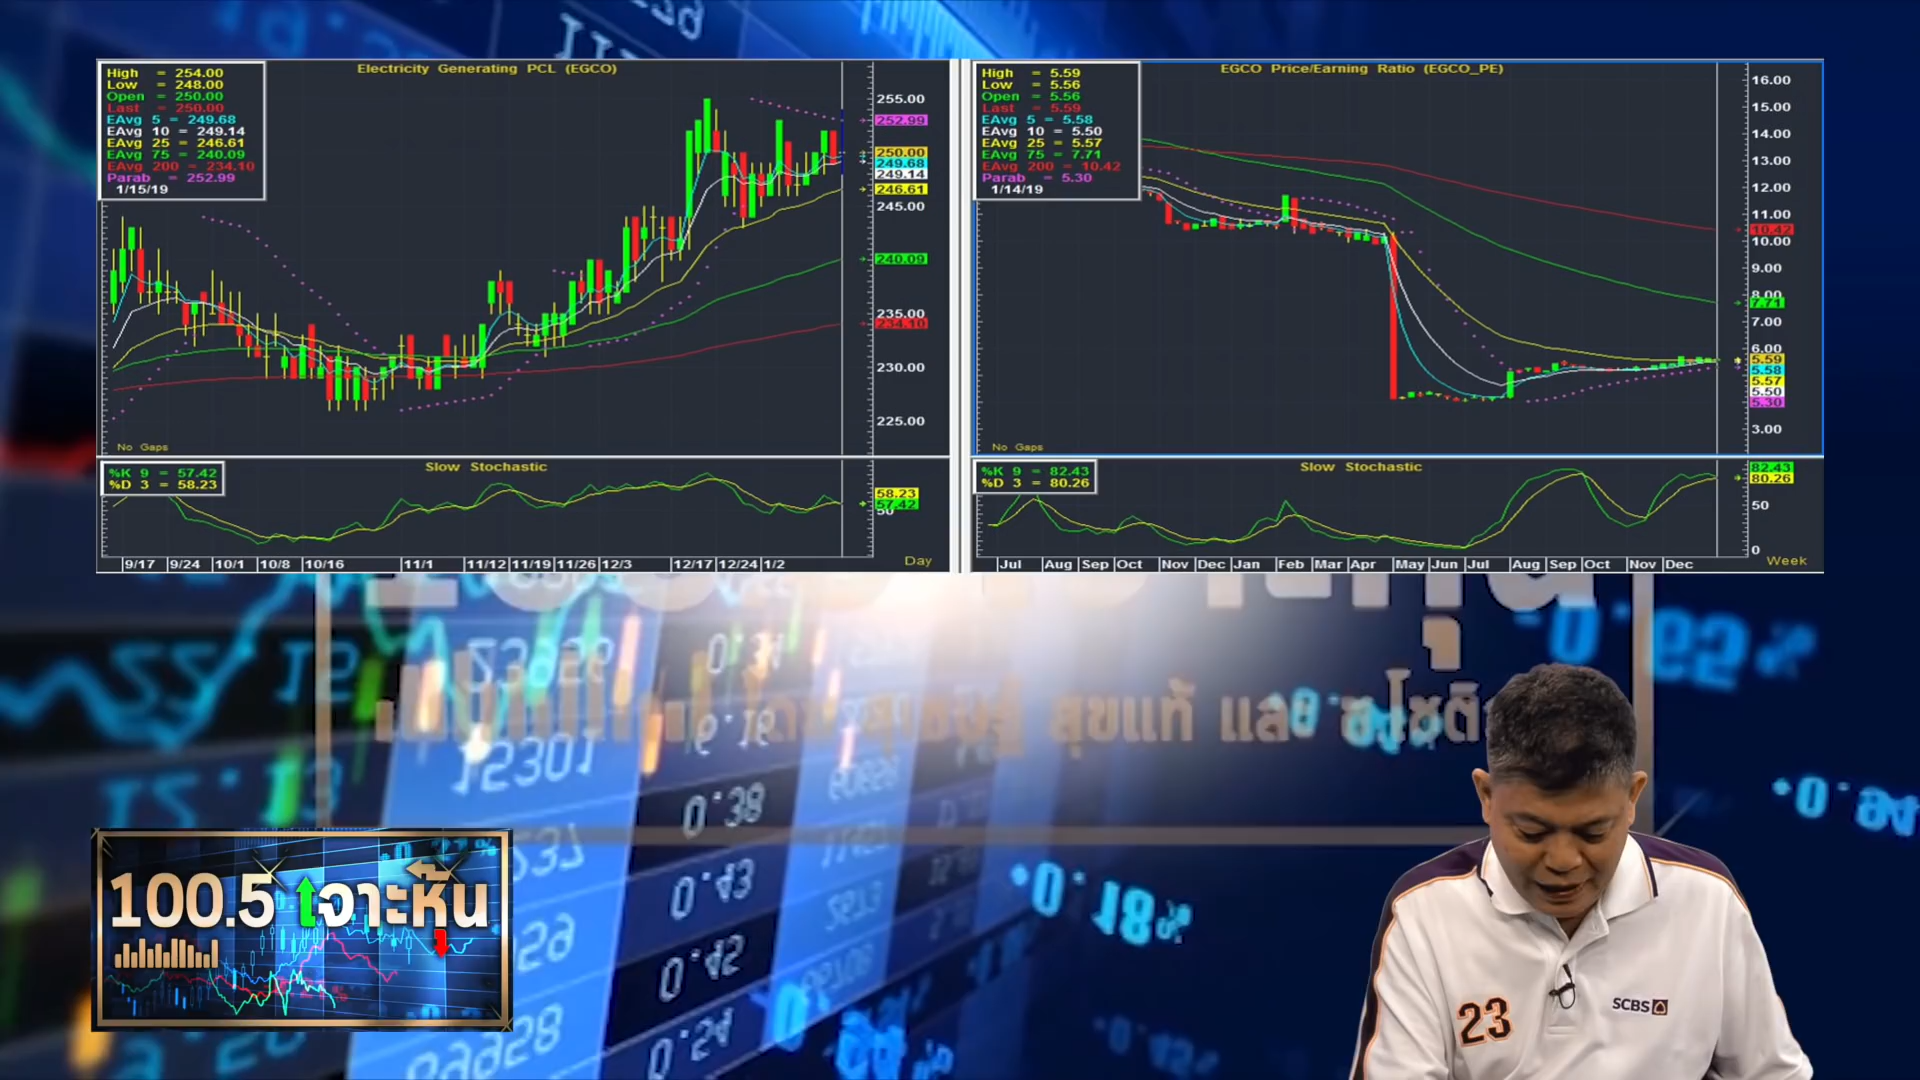 Electricity Generating PCL (EGCO)
High = 254.00
Low = 248.00
Open = 250.00
Last = 250.00
EAvg 5 = 249.68
EAvg 10 = 249.14
EAvg 25 = 246.61
EAvg 75 = 240.09
EAvg 200 = 234.10
Parab = 252.99
1/15/19
255.00
252.99
250.00
249.68
249.14
246.61
245.00
240.09
235.00
234.10
230.00
225.00
No Gaps
Slow Stochastic
%K 9 = 57.42
%D 3 = 58.23
58.23
57.42
50
9/17 9/24 10/1 10/8 10/16 11/1 11/12 11/19 11/26 12/3 12/17 12/24 1/2
Day
EGCO Price/Earning Ratio (EGCO_PE)
High = 5.59
Low = 5.56
Open = 5.56
Last = 5.59
EAvg 5 = 5.58
EAvg 10 = 5.50
EAvg 25 = 5.57
EAvg 75 = 7.71
EAvg 200 = 10.42
Parab = 5.30
1/14/19
16.00
15.00
14.00
13.00
12.00
11.00
10.42
10.00
9.00
8.00
7.71
7.00
6.00
5.59
5.58
5.57
5.50
5.30
3.00
No Gaps
Slow Stochastic
%K 9 = 82.43
%D 3 = 80.26
82.43
80.26
50
0
Jul Aug Sep Oct Nov Dec Jan Feb Mar Apr May Jun Jul Aug Sep Oct Nov Dec
Week
สุขแท้ และ
100.5 เจาะหุ้น
23
SCBS